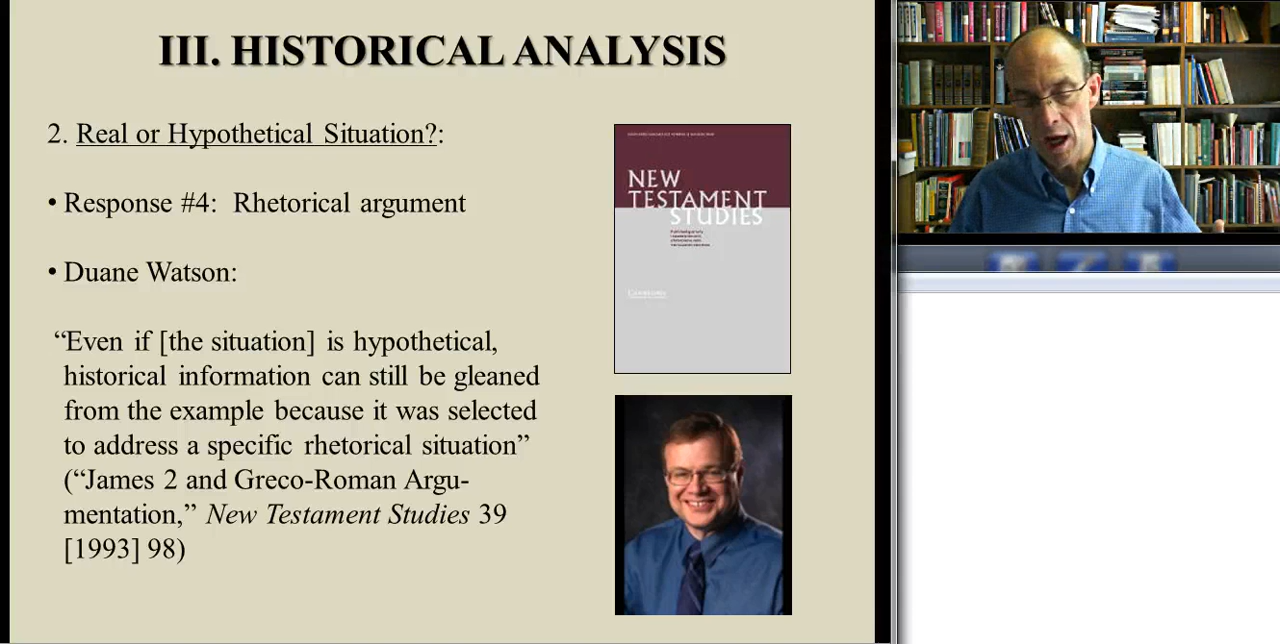 III. HISTORICAL ANALYSIS
2. Real or Hypothetical Situation?:
• Response #4: Rhetorical argument
• Duane Watson:
“Even if [the situation] is hypothetical,
historical information can still be gleaned
from the example because it was selected
to address a specific rhetorical situation”
(“James 2 and Greco-Roman Argu-
mentation,” New Testament Studies 39
[1993] 98)
NEW
TESTAMENT
STUDIES